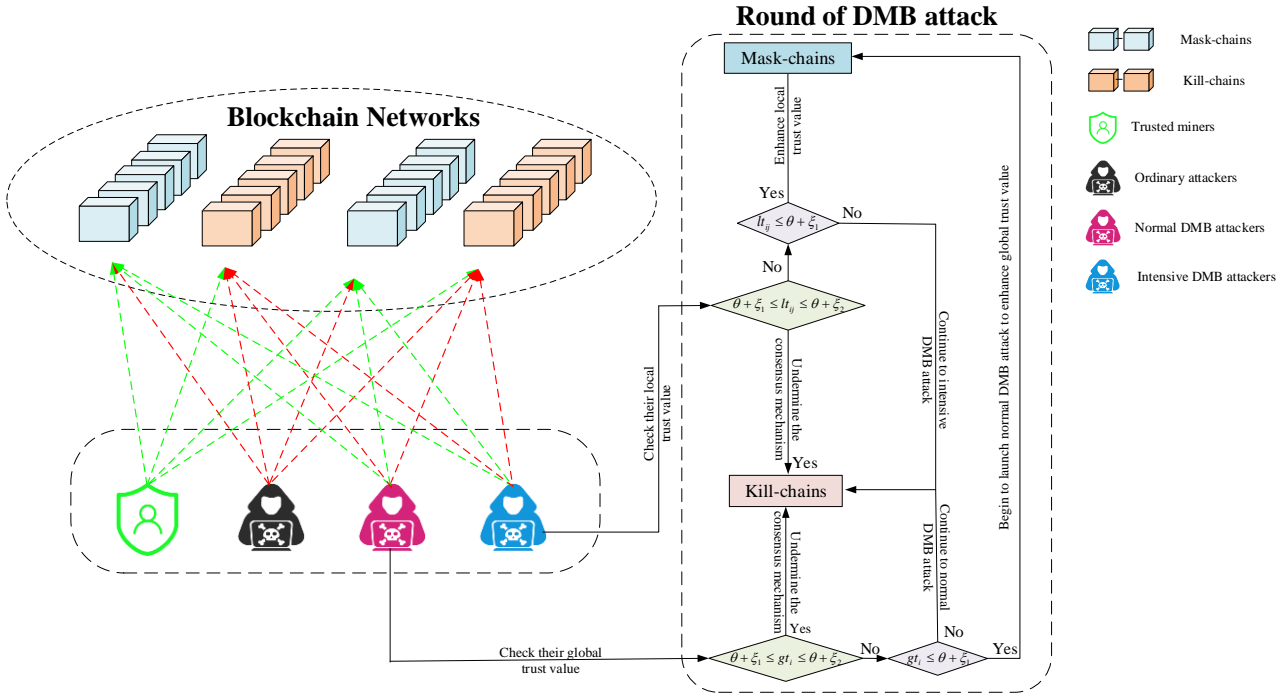 Round of DMB attack
Blockchain Networks
Mask-chains
Enhance local
trust value
Yes
lt_ij ≤ θ + ξ_1
No
No
θ + ξ_1 ≤ lt_ij ≤ θ + ξ_2
Undermine the
consensus mechanism
Yes
Kill-chains
Undermine the
consensus mechanism
Yes
θ + ξ_1 ≤ gt_i ≤ θ + ξ_2
No
gt_i ≤ θ + ξ_1
No
Yes
Continue to intensive
DMB attack
Continue to normal
DMB attack
Begin to launch normal DMB attack to enhance global trust value
Check their local
trust value
Check their global
trust value
Mask-chains
Kill-chains
Trusted miners
Ordinary attackers
Normal DMB attackers
Intensive DMB attackers